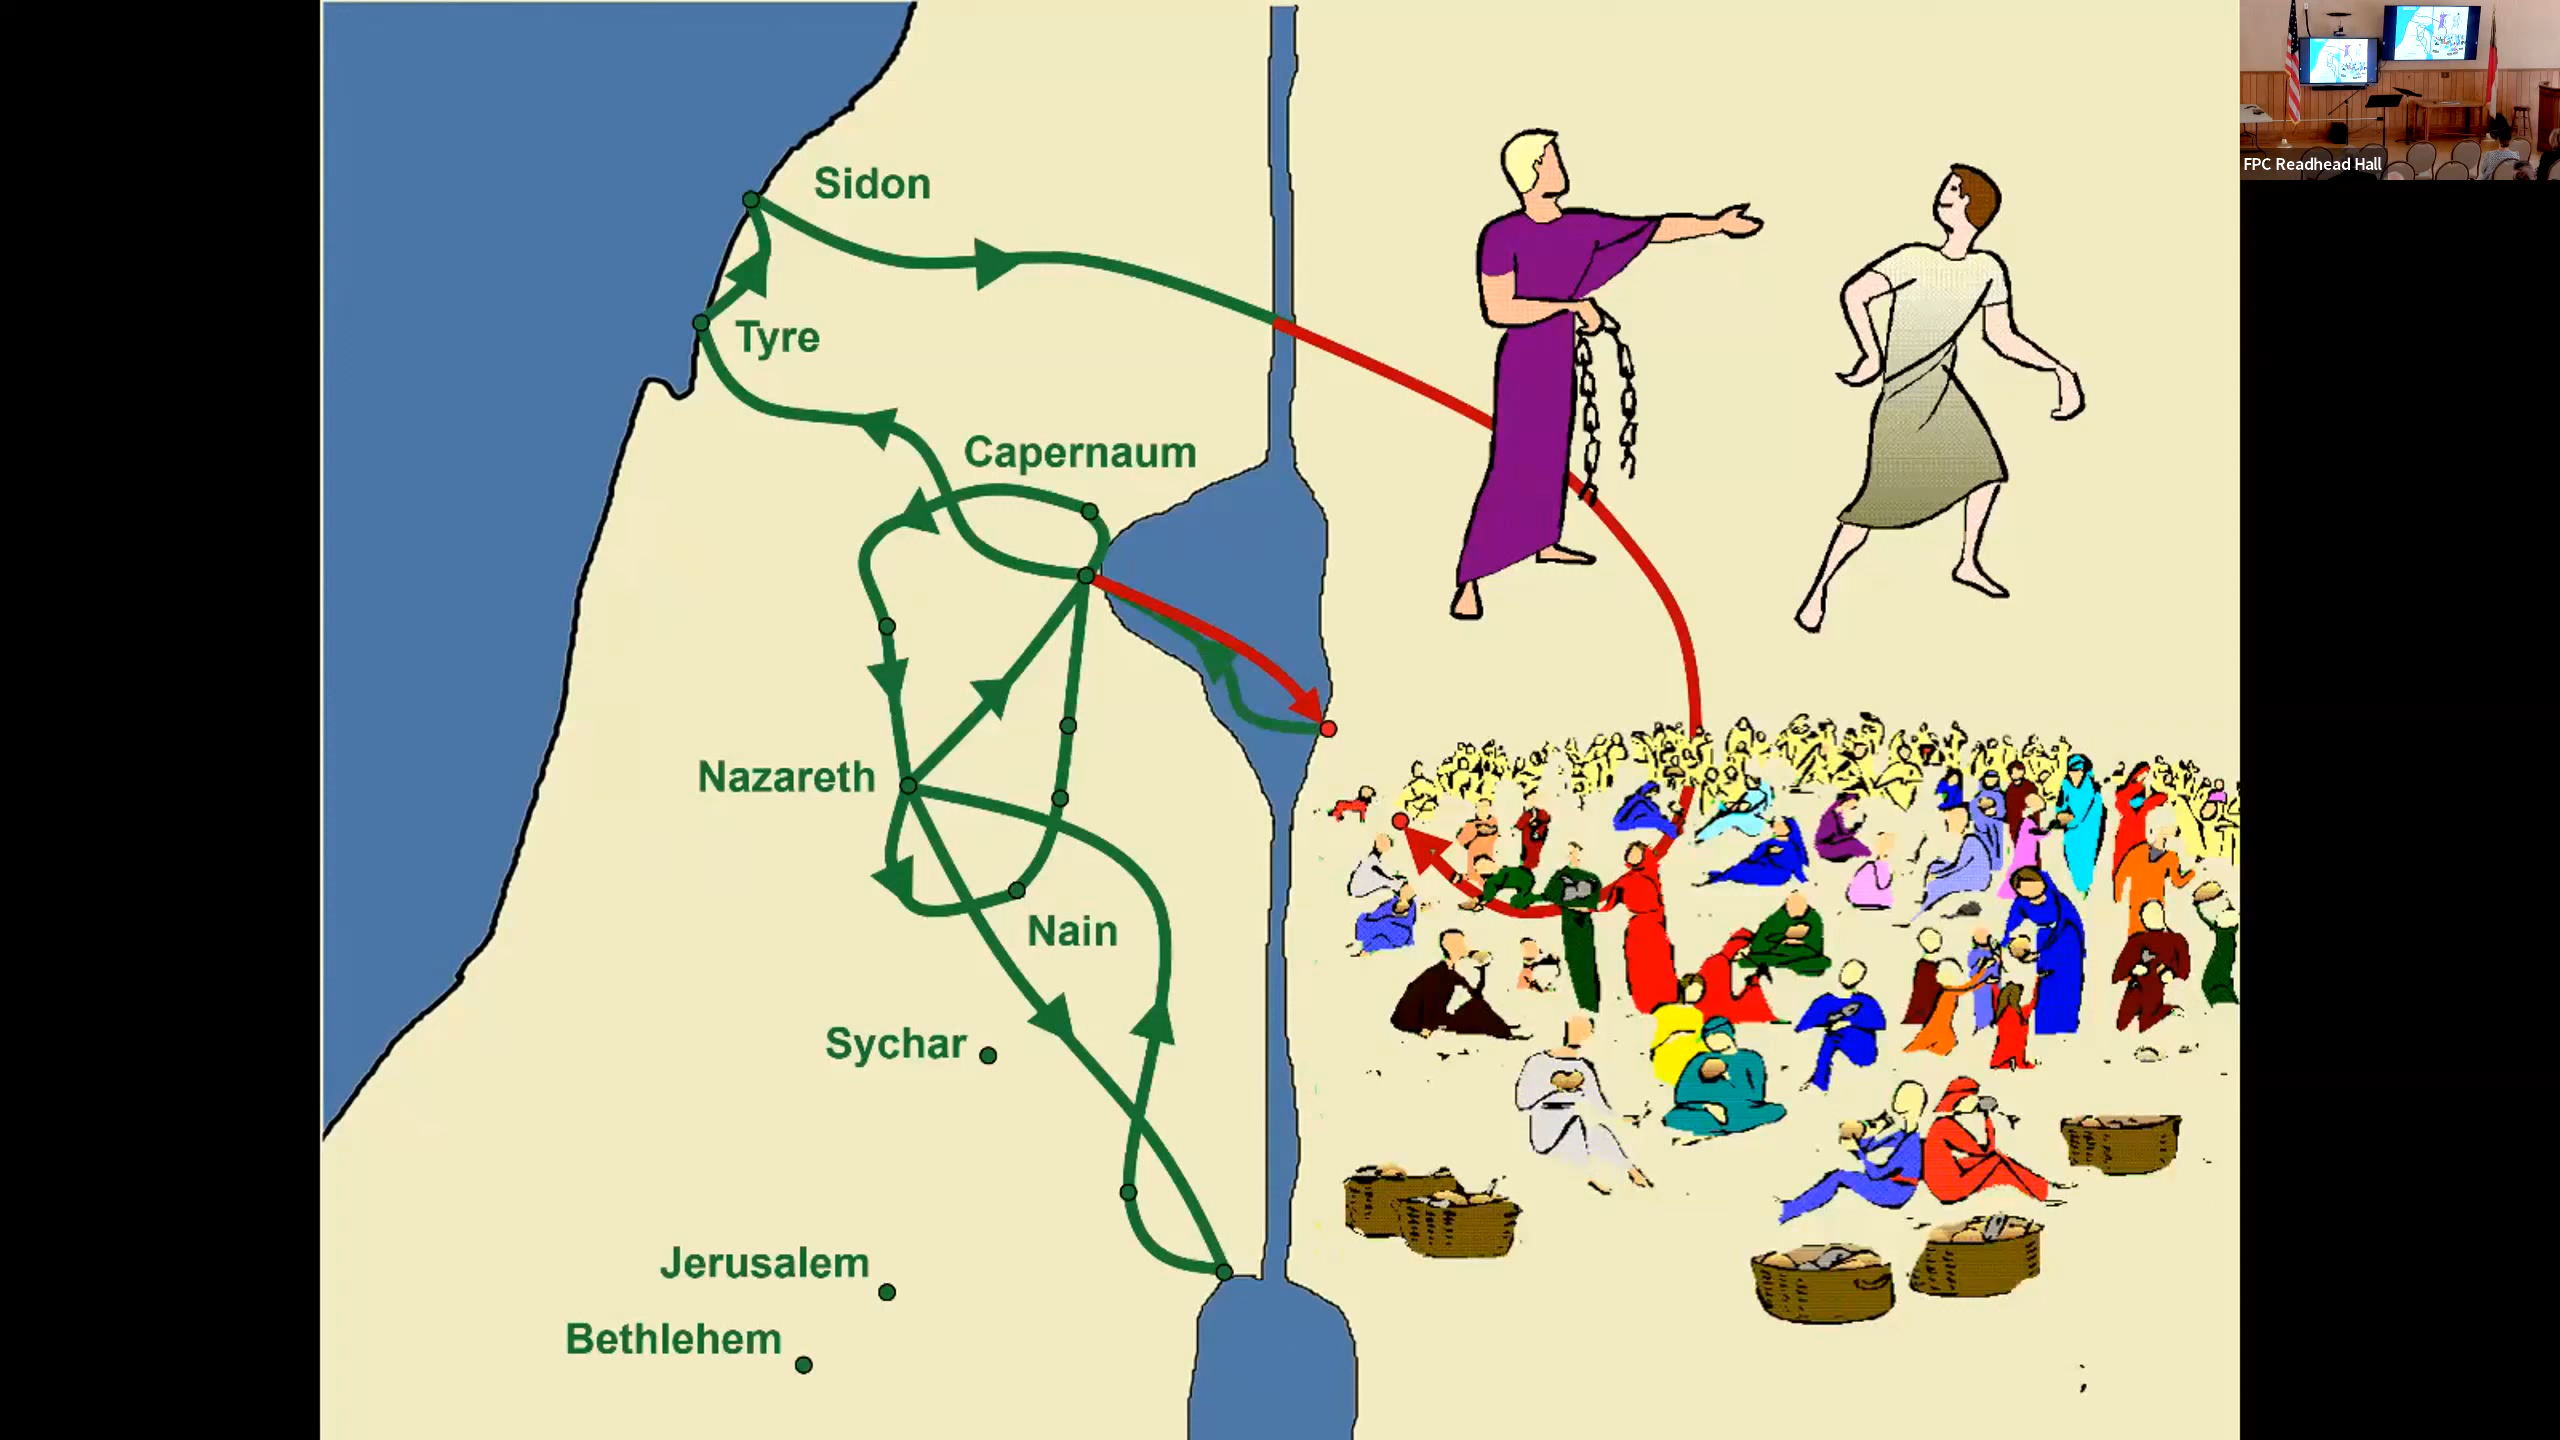 Sidon
FPC Readhead Hall
Tyre
Capernaum
Nazareth
Nain
Sychar
Jerusalem
Bethlehem